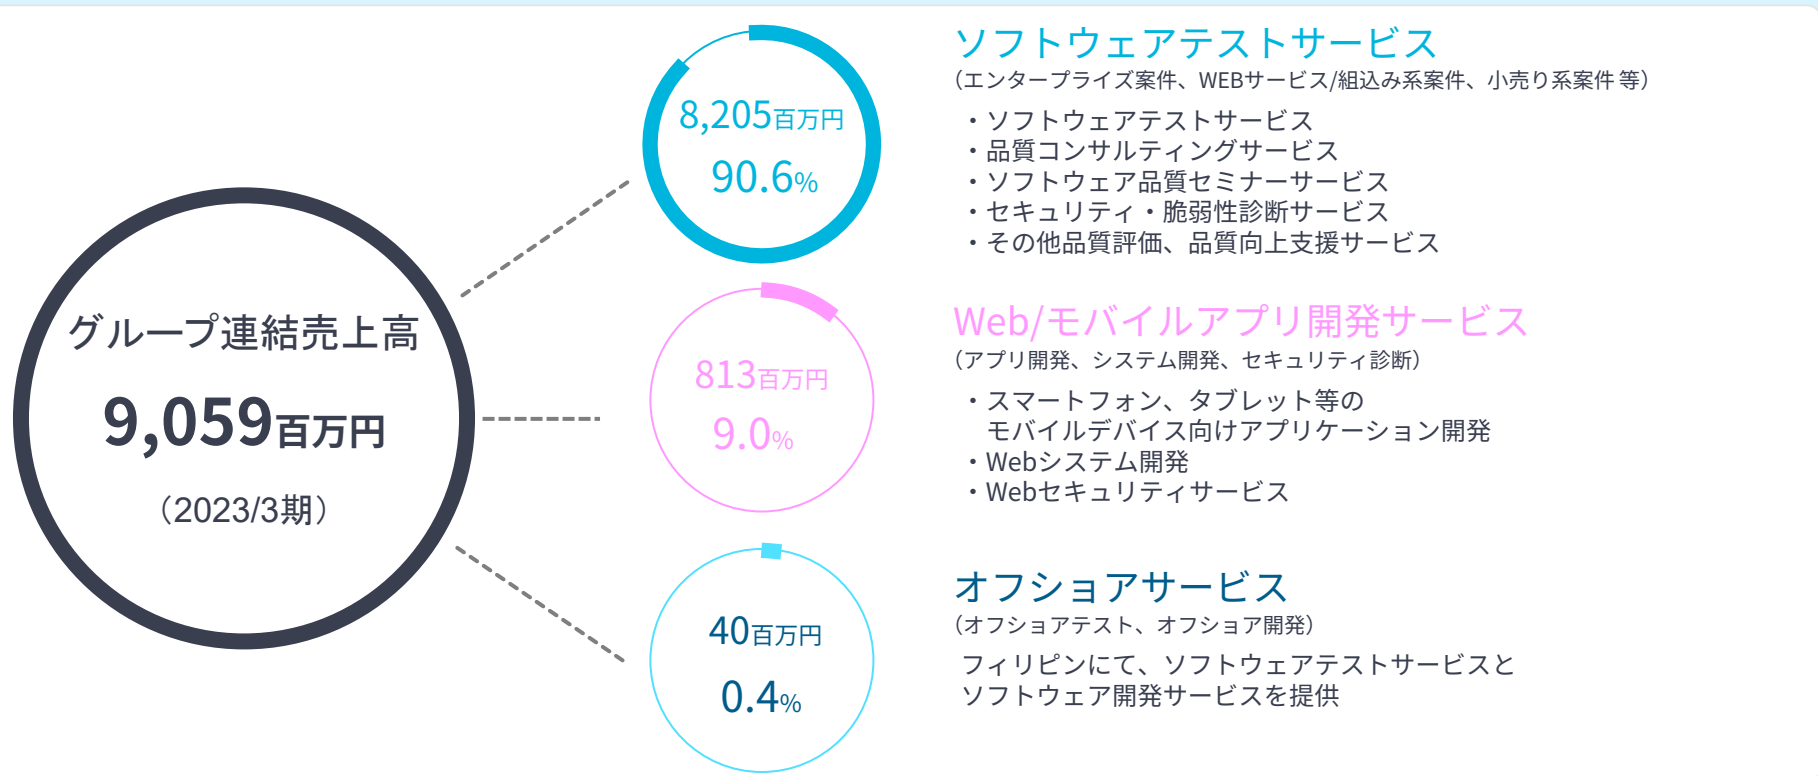 グループ連結売上高
9,059百万円
（2023/3期）
8,205百万円
90.6%
ソフトウェアテストサービス
（エンタープライズ案件、WEBサービス/組込み系案件、小売り系案件 等）
・ソフトウェアテストサービス
・品質コンサルティングサービス
・ソフトウェア品質セミナーサービス
・セキュリティ・脆弱性診断サービス
・その他品質評価、品質向上支援サービス
813百万円
9.0%
Web/モバイルアプリ開発サービス
（アプリ開発、システム開発、セキュリティ診断）
・スマートフォン、タブレット等の
モバイルデバイス向けアプリケーション開発
・Webシステム開発
・Webセキュリティサービス
40百万円
0.4%
オフショアサービス
（オフショアテスト、オフショア開発）
フィリピンにて、ソフトウェアテストサービスと
ソフトウェア開発サービスを提供